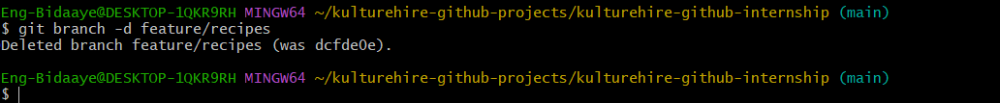 Eng-Bidaaye@DESKTOP-1QKR9RH MINGW64 ~/kulturehire-github-projects/kulturehire-github-internship (main)
$ git branch -d feature/recipes
Deleted branch feature/recipes (was dcfde0e).
Eng-Bidaaye@DESKTOP-1QKR9RH MINGW64 ~/kulturehire-github-projects/kulturehire-github-internship (main)
$